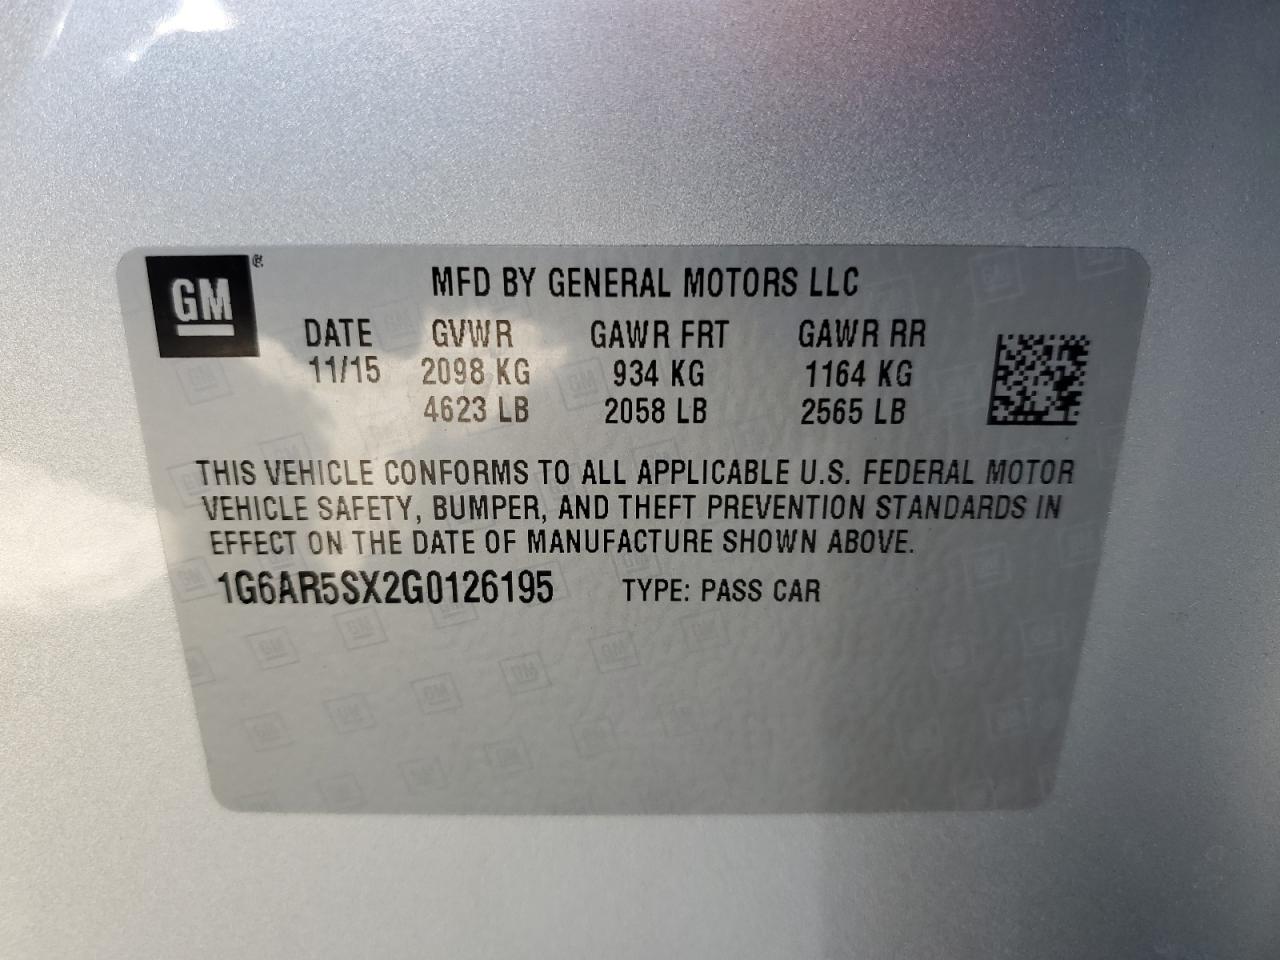 GM®
MFD BY GENERAL MOTORS LLC
DATE GVWR GAWR FRT GAWR RR
11/15 2098 KG 934 KG 1164 KG
4623 LB 2058 LB 2565 LB
THIS VEHICLE CONFORMS TO ALL APPLICABLE U.S. FEDERAL MOTOR
VEHICLE SAFETY, BUMPER, AND THEFT PREVENTION STANDARDS IN
EFFECT ON THE DATE OF MANUFACTURE SHOWN ABOVE.
1G6AR5SX2G0126195 TYPE: PASS CAR